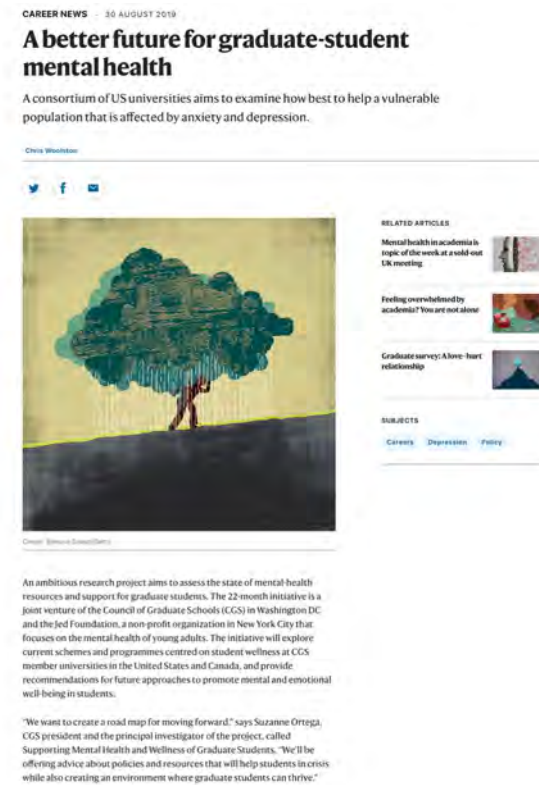 CAREER NEWS · 30 AUGUST 2019
A better future for graduate-student
mental health
A consortium of US universities aims to examine how best to help a vulnerable
population that is affected by anxiety and depression.
Chris Woolston
RELATED ARTICLES
Mental health in academia is
topic of the week at a sold-out
UK meeting
Feeling overwhelmed by
academia? You are not alone
Graduate survey: A love–hurt
relationship
SUBJECTS
Careers Depression Policy
Credit:
An ambitious research project aims to assess the state of mental-health
resources and support for graduate students. The 22-month initiative is a
joint venture of the Council of Graduate Schools (CGS) in Washington DC
and the Jed Foundation, a non-profit organization in New York City that
focuses on the mental health of young adults. The initiative will explore
current schemes and programmes centred on student wellness at CGS
member universities in the United States and Canada, and provide
recommendations for future approaches to promote mental and emotional
well-being in students.
"We want to create a road map for moving forward," says Suzanne Ortega,
CGS president and the principal investigator of the project, called
Supporting Mental Health and Wellness of Graduate Students. "We'll be
offering advice about policies and resources that will help students in crisis
while also creating an environment where graduate students can thrive."